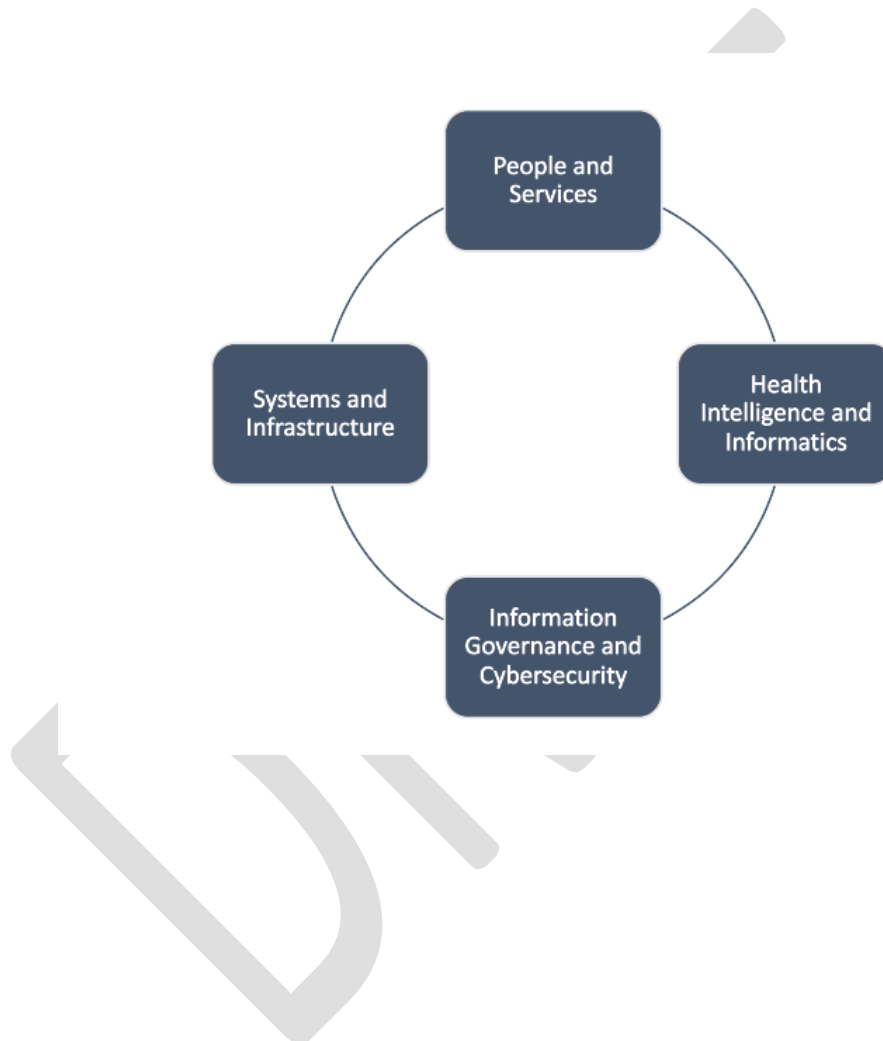 People and
Services
Health
Intelligence and
Informatics
Systems and
Infrastructure
Information
Governance and
Cybersecurity